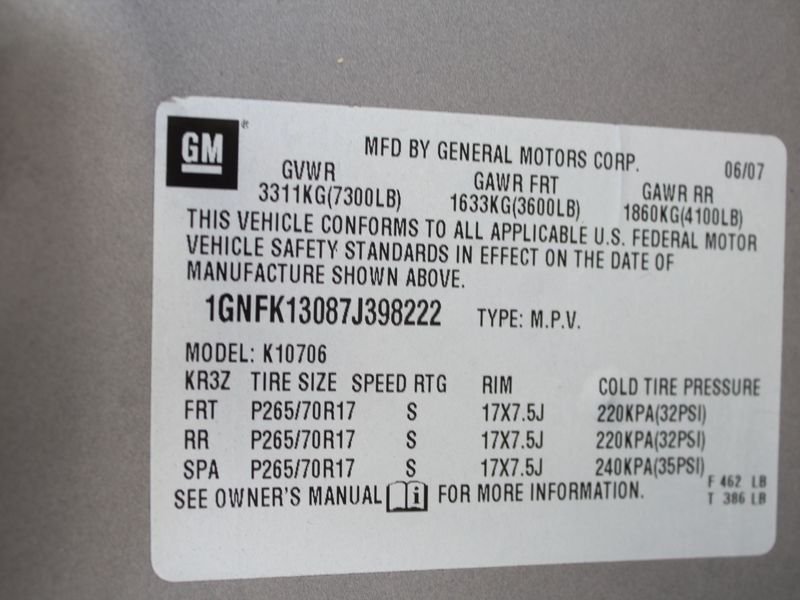 GM MFD BY GENERAL MOTORS CORP. 06/07
GVWR GAWR FRT GAWR RR
3311KG(7300LB) 1633KG(3600LB) 1860KG(4100LB)
THIS VEHICLE CONFORMS TO ALL APPLICABLE U.S. FEDERAL MOTOR
VEHICLE SAFETY STANDARDS IN EFFECT ON THE DATE OF
MANUFACTURE SHOWN ABOVE.
1GNFK13087J398222 TYPE: M.P.V.
MODEL: K10706
KR3Z TIRE SIZE SPEED RTG RIM COLD TIRE PRESSURE
FRT P265/70R17 S 17X7.5J 220KPA(32PSI)
RR P265/70R17 S 17X7.5J 220KPA(32PSI)
SPA P265/70R17 S 17X7.5J 240KPA(35PSI)
F 462 LB
SEE OWNER'S MANUAL i FOR MORE INFORMATION. T 386 LB